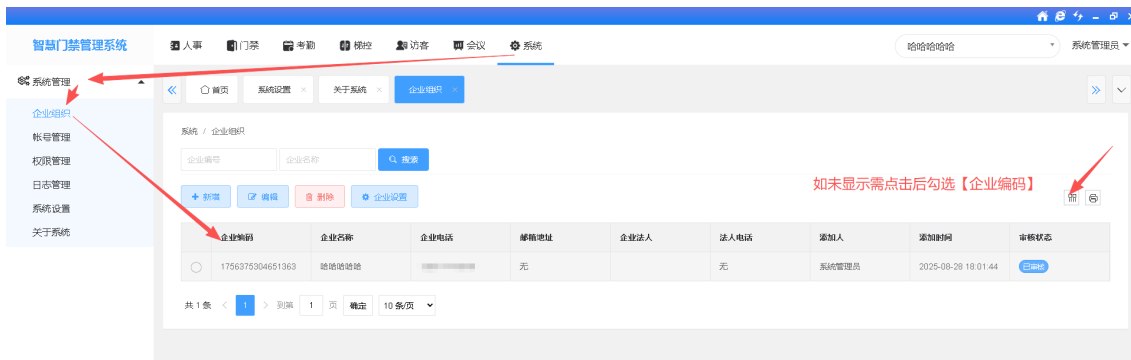 智慧门禁管理系统
人事 门禁 考勤 梯控 访客 会议 系统
哈哈哈哈哈 系统管理员
系统管理
企业组织
帐号管理
权限管理
日志管理
系统设置
关于系统
首页 系统设置 × 关于系统 × 企业组织 ×
系统 / 企业组织
企业编号 企业名称 搜索
+ 新增 编辑 删除 企业设置
如未显示需点击后勾选【企业编码】
企业编码 企业名称 企业电话 邮箱地址 企业法人 法人电话 添加人 添加时间 审核状态
1756375304651363 哈哈哈哈哈 无 无 系统管理员 2025-08-28 18:01:44 已审核
共 1 条 < 1 > 到第 1 页 确定 10 条/页